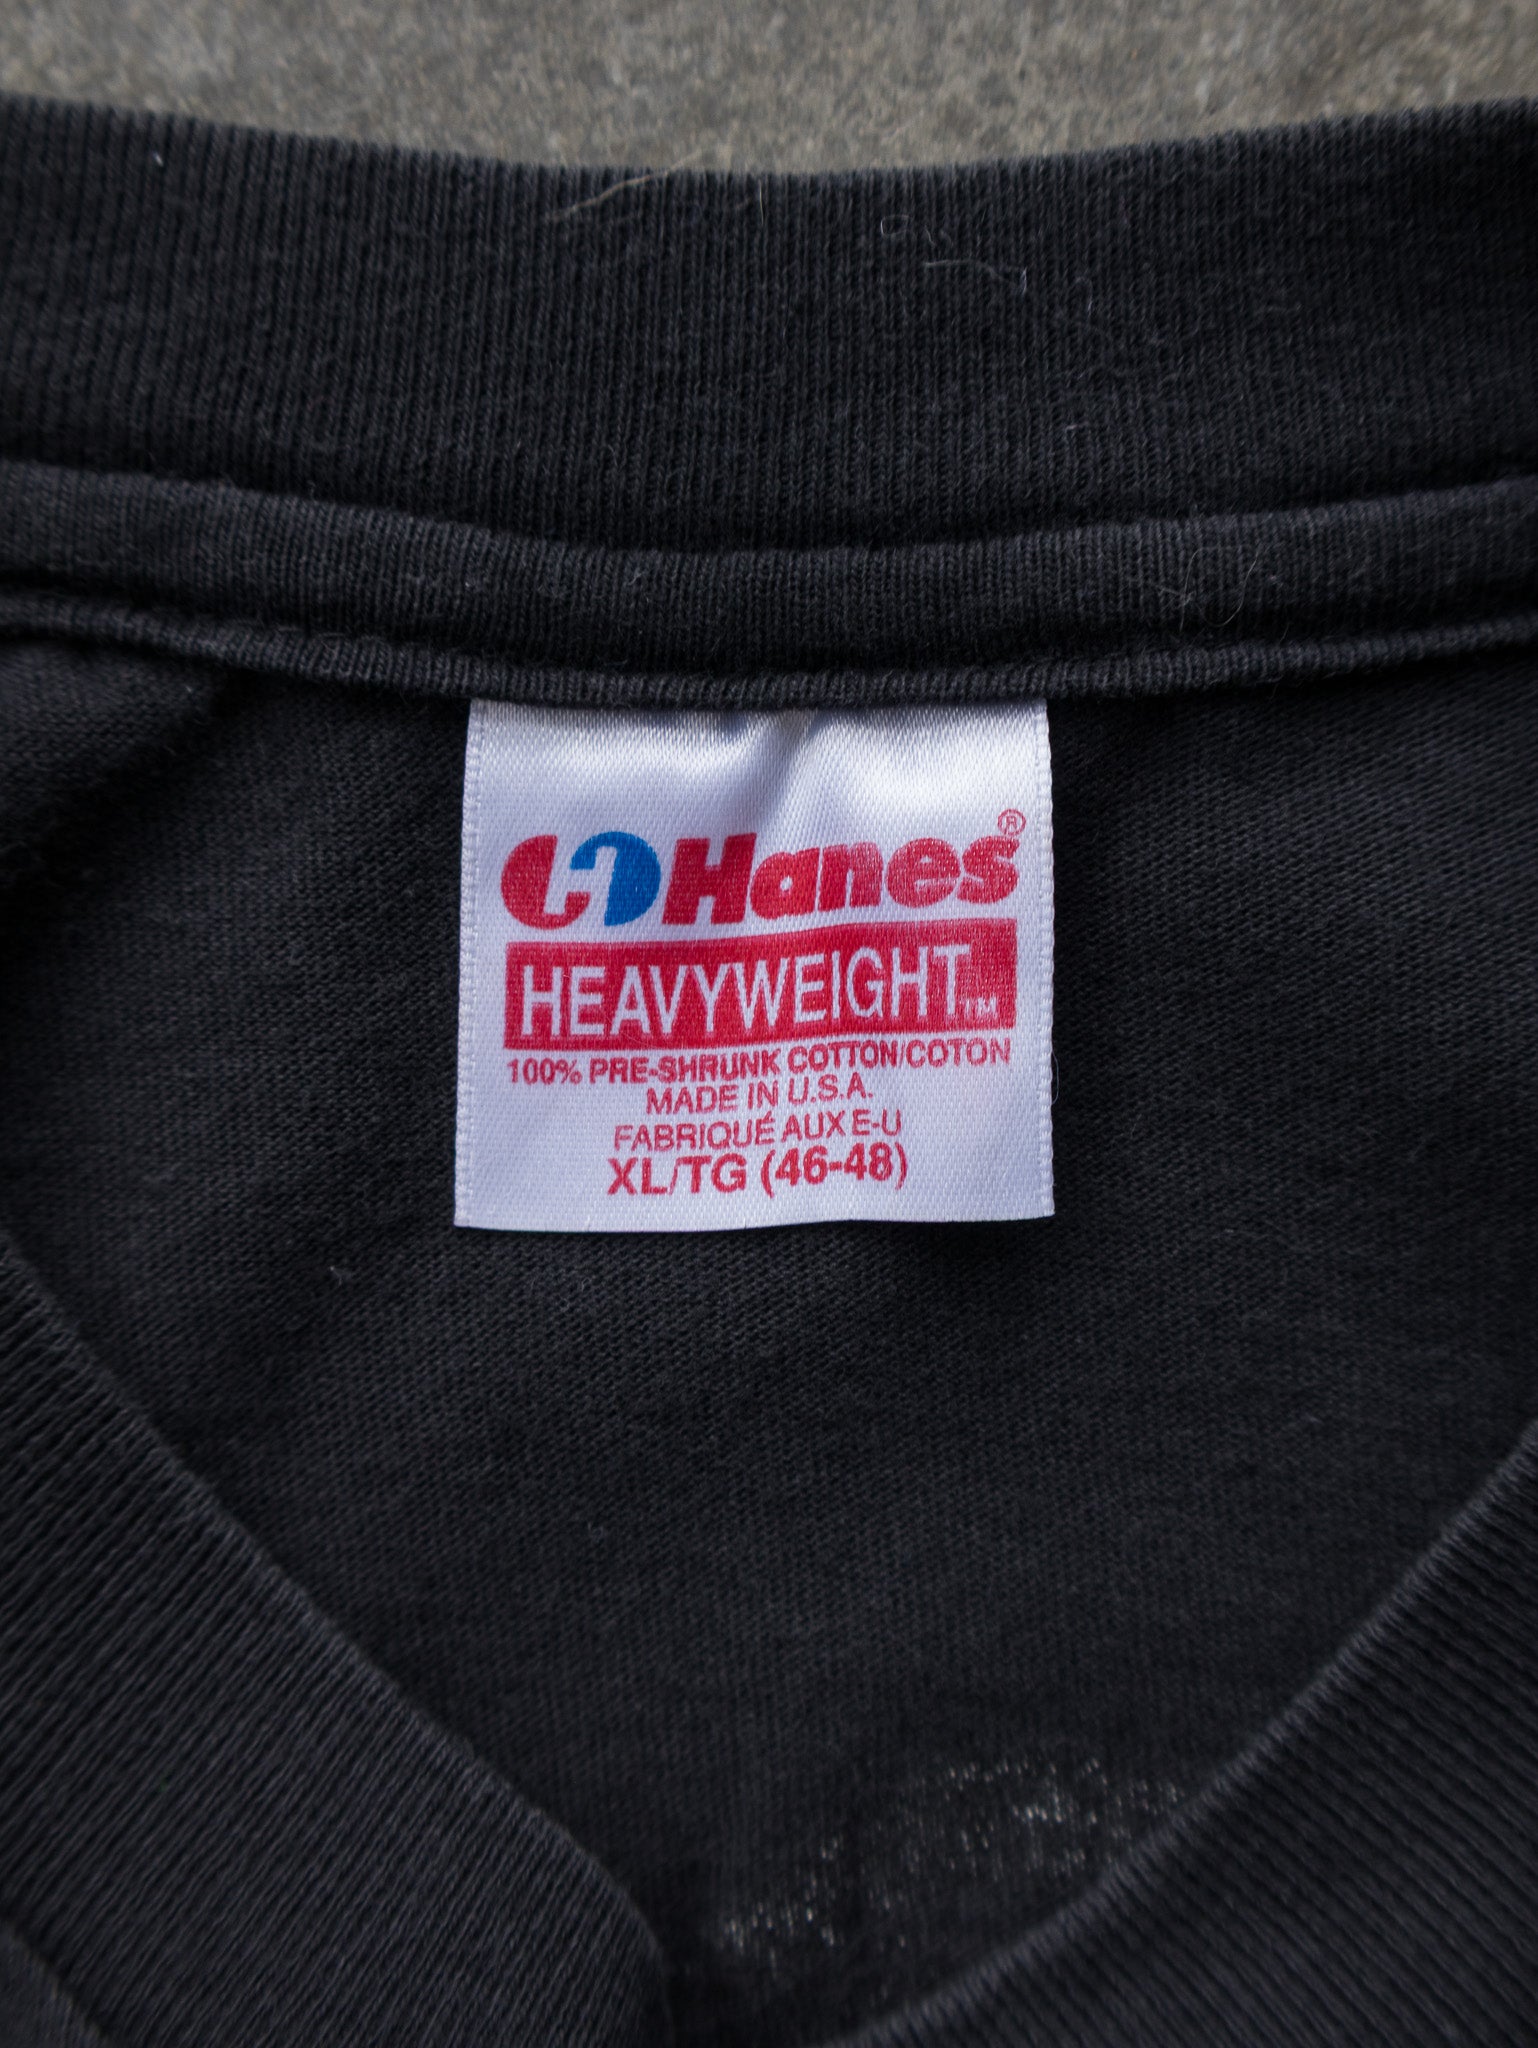 Hanes®
HEAVYWEIGHT™
100% PRE-SHRUNK COTTON/COTON
MADE IN U.S.A.
FABRIQUÉ AUX E-U
XL/TG (46-48)